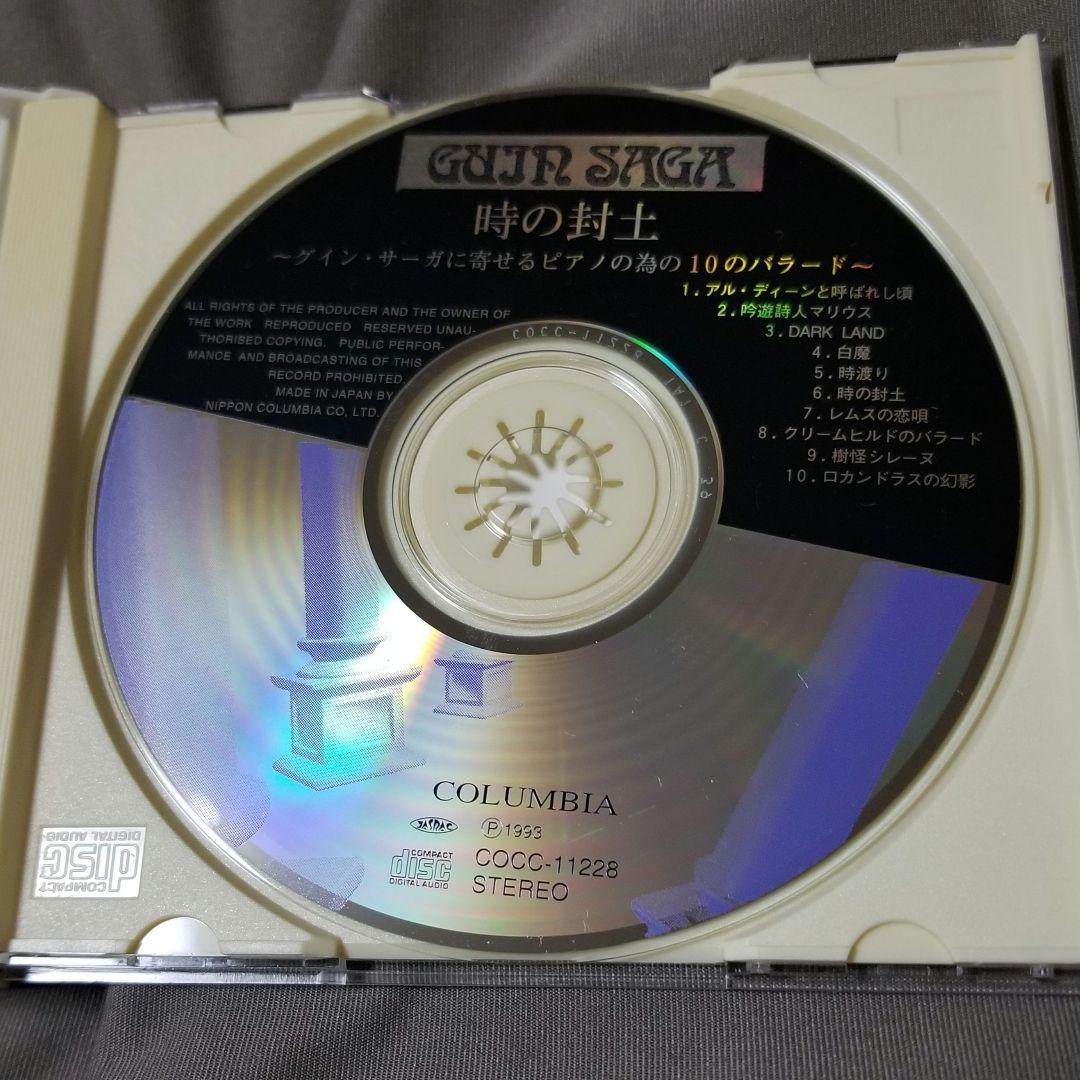 GUIN SAGA
時の封土
～グイン・サーガに寄せるピアノの為の10のバラード～
1.アル・ディーンと呼ばれし頃
2.吟遊詩人マリウス
3.DARK LAND
4.白魔
5.時渡り
6.時の封土
7.レムスの恋唄
8.クリームヒルドのバラード
9.樹怪シレーヌ
10.ロカンドラスの幻影
ALL RIGHTS OF THE PRODUCER AND THE OWNER OF
THE WORK REPRODUCED RESERVED UNAU-
THORISED COPYING. PUBLIC PERFOR-
MANCE AND BROADCASTING OF THIS
RECORD PROHIBITED.
MADE IN JAPAN BY
NIPPON COLUMBIA CO, LTD.
COLUMBIA
JASRAC
Ⓟ1993
COMPACT
disc
DIGITAL AUDIO
COCC-11228
STEREO
COMPACT
disc
DIGITAL AUDIO